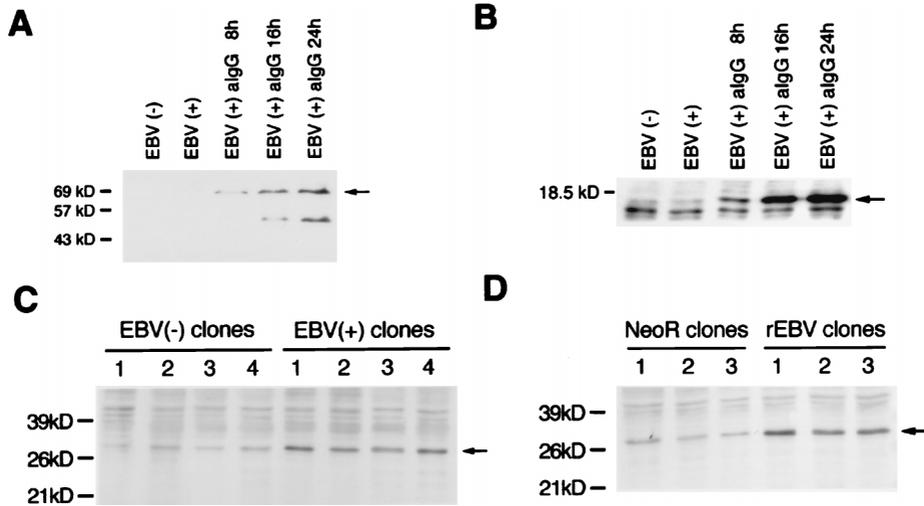 A
EBV (-)
EBV (+)
EBV (+) aIgG 8h
EBV (+) aIgG 16h
EBV (+) aIgG 24h
69 kD
57 kD
43 kD
B
EBV (-)
EBV (+)
EBV (+) aIgG 8h
EBV (+) aIgG 16h
EBV (+) aIgG 24h
18.5 kD
C
EBV(-) clones EBV(+) clones
1 2 3 4 1 2 3 4
39kD
26kD
21kD
D
NeoR clones rEBV clones
1 2 3 1 2 3
39kD
26kD
21kD